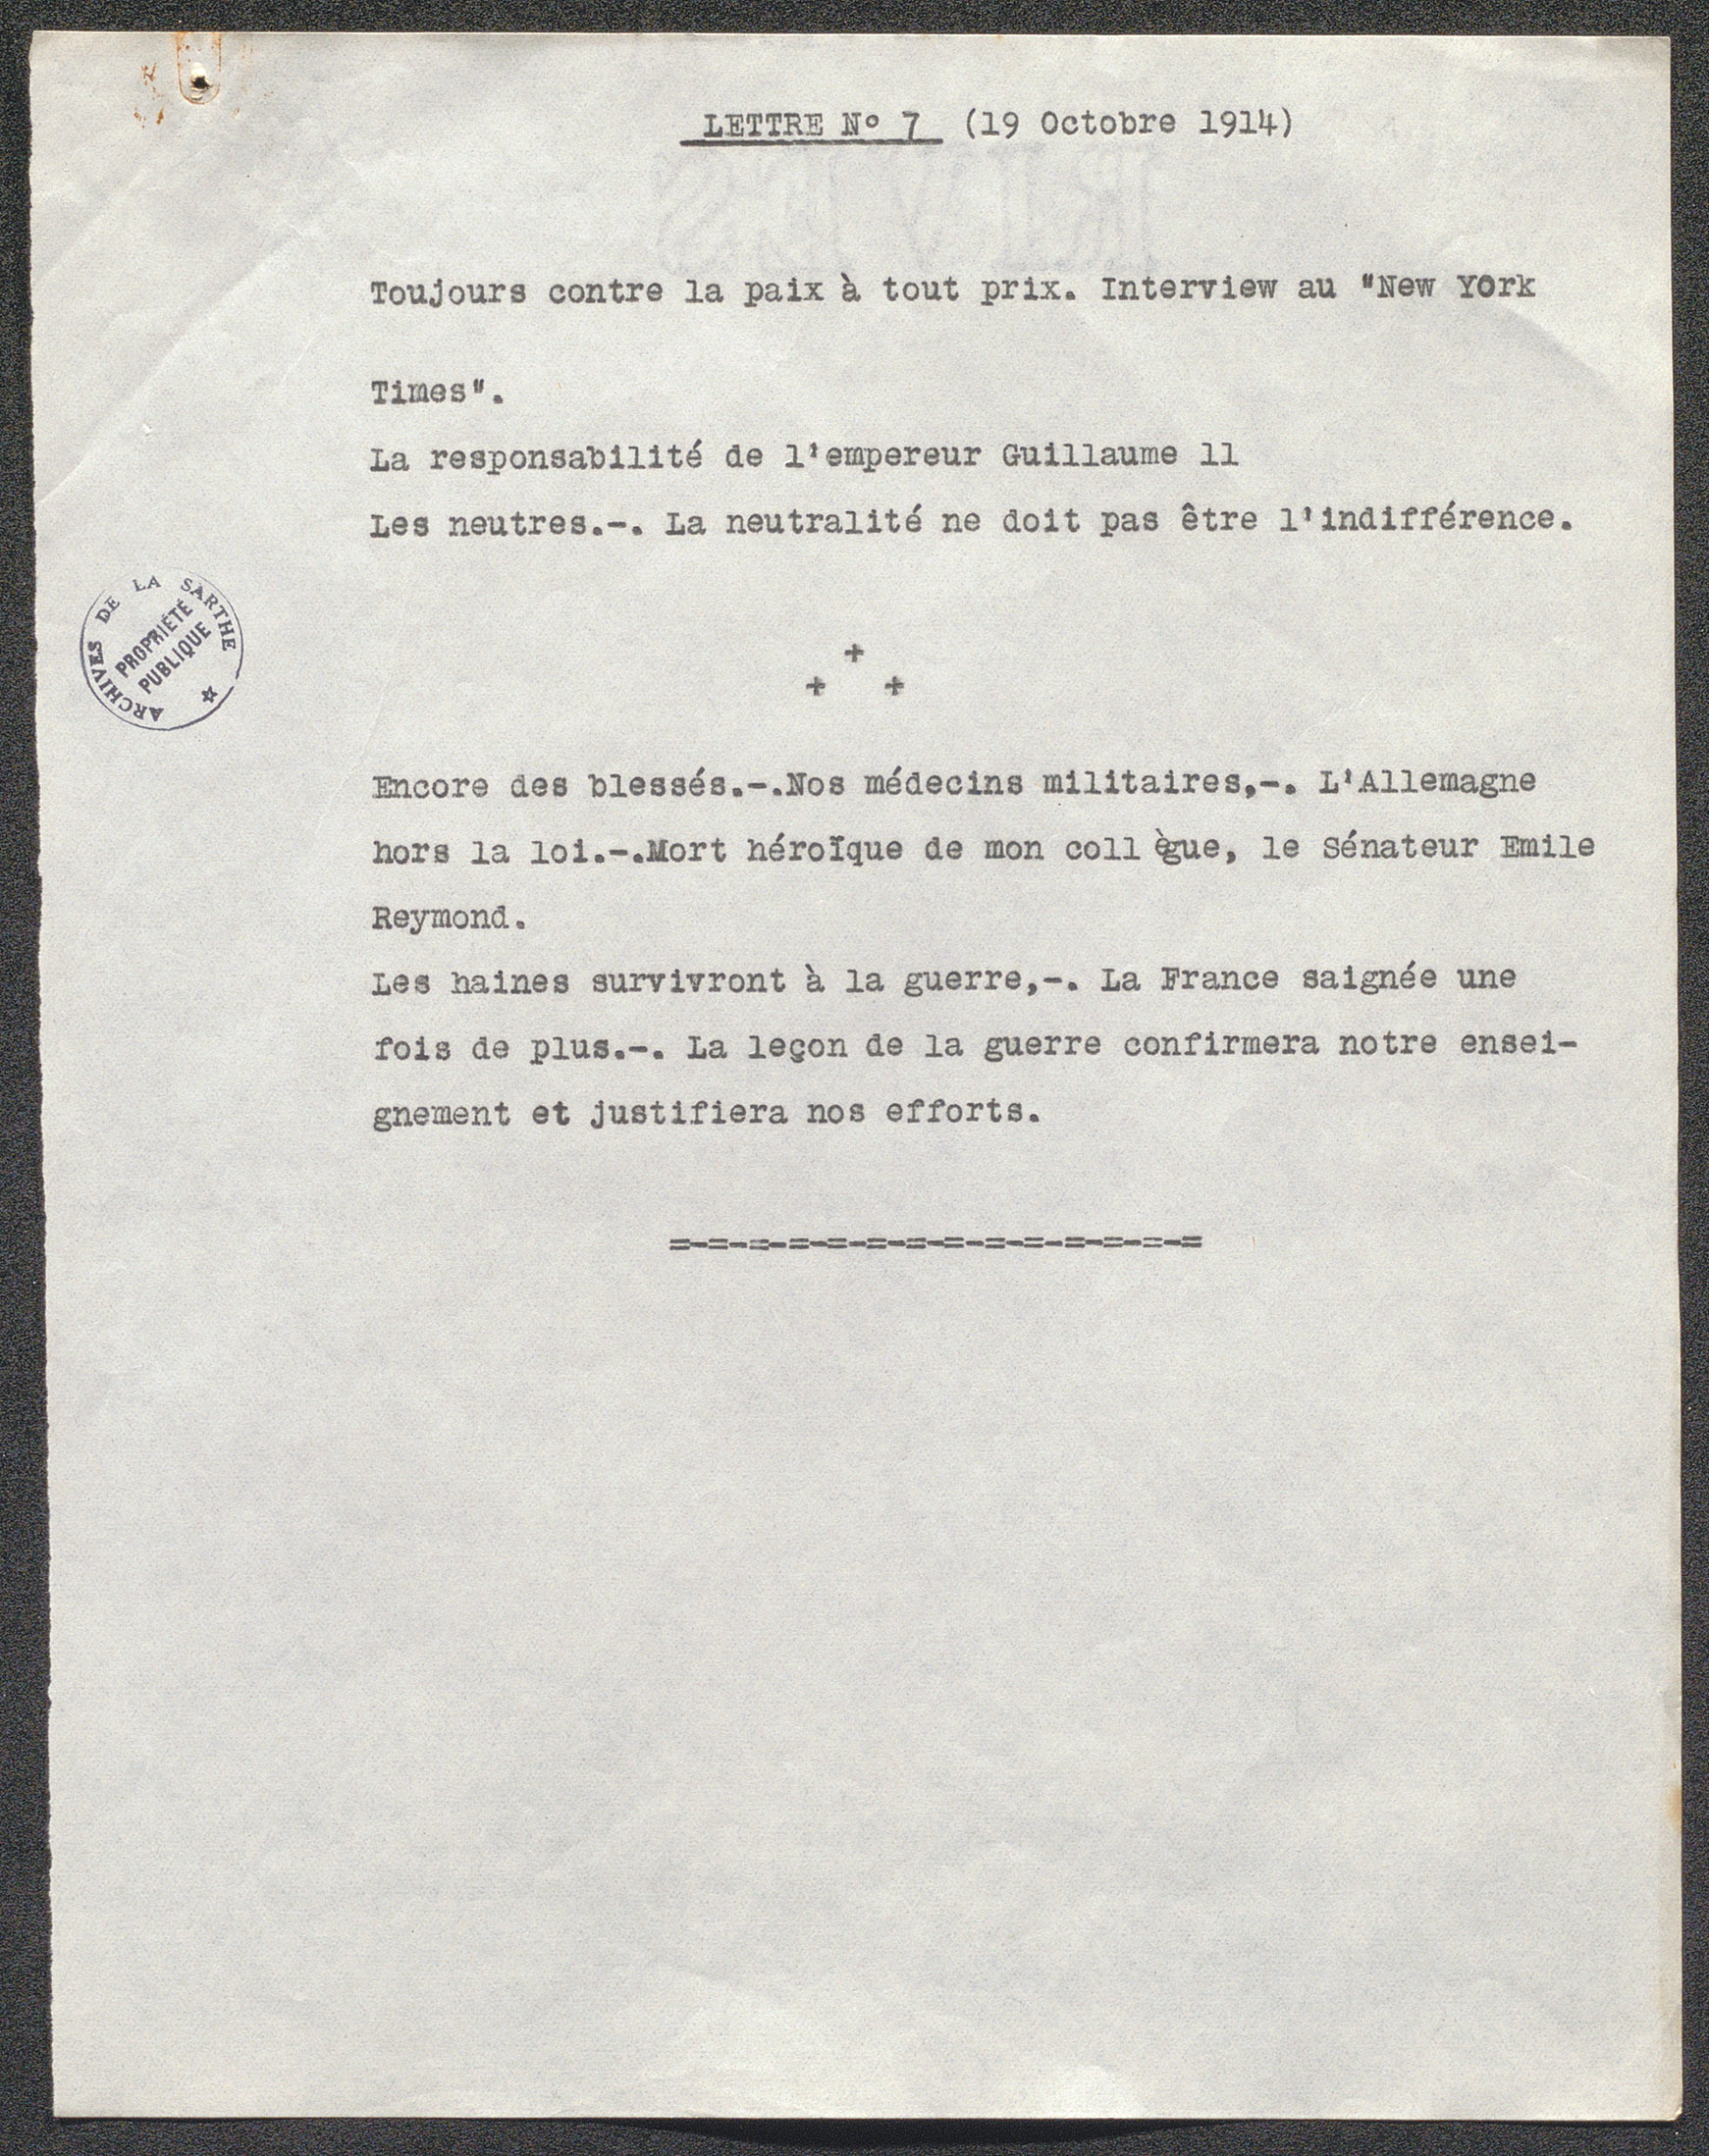 LETTRE N° 7 (19 Octobre 1914)
Toujours contre la paix à tout prix. Interview au "New YOrk
Times".
La responsabilité de l'empereur Guillaume ll
Les neutres.-. La neutralité ne doit pas être l'indifférence.
ARCHIVES DE LA SARTHE
PROPRIÉTÉ
PUBLIQUE
+
+ +
Encore des blessés.-.Nos médecins militaires,-. L'Allemagne
hors la loi.-.Mort héroïque de mon coll ègue, le Sénateur Emile
Reymond.
Les haines survivront à la guerre,-. La France saignée une
fois de plus.-. La leçon de la guerre confirmera notre ensei-
gnement et justifiera nos efforts.
=-=-=-=-=-=-=-=-=-=-=-=-=-=